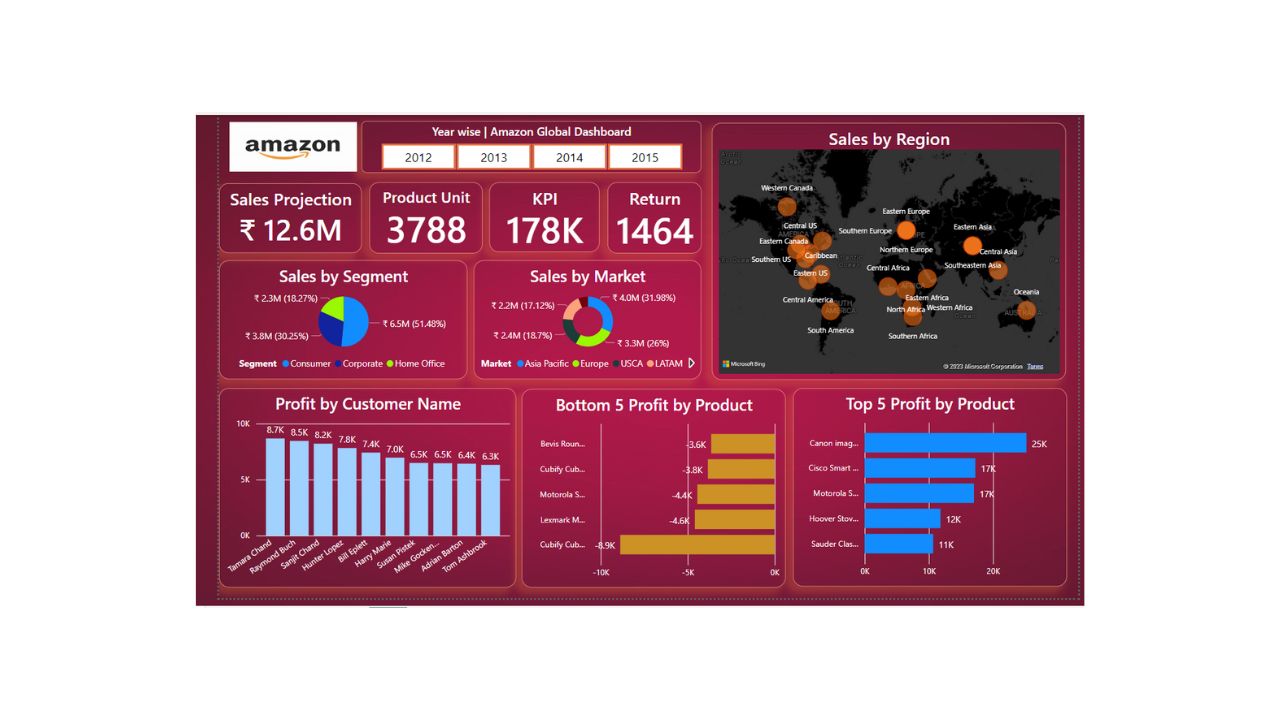 amazon
Year wise | Amazon Global Dashboard
2012 2013 2014 2015
Sales Projection
₹ 12.6M
Product Unit
3788
KPI
178K
Return
1464
Sales by Region
Western Canada
Eastern Europe
Central US
Southern Europe
Eastern Asia
Eastern Canada
Northern Europe
Central Asia
Southern US
Caribbean
Southeastern Asia
Central Africa
Eastern US
Oceania
Central America
Eastern Africa
North Africa
Western Africa
South America
Southern Africa
Microsoft Bing
© 2023 Microsoft Corporation Terms
Sales by Segment
₹ 2.3M (18.27%)
₹ 6.5M (51.48%)
₹ 3.8M (30.25%)
Segment Consumer Corporate Home Office
Sales by Market
₹ 4.0M (31.98%)
₹ 2.2M (17.12%)
₹ 2.4M (18.7%)
₹ 3.3M (26%)
Market Asia Pacific Europe USCA LATAM
Profit by Customer Name
10K
5K
0K
8.7K 8.5K 8.2K 7.8K 7.4K 7.0K 6.5K 6.5K 6.4K 6.3K
Tamara Chand
Raymond Buch
Sanjit Chand
Hunter Lopez
Bill Eplett
Harry Marie
Susan Pistek
Mike Gocken...
Adrian Barton
Tom Ashbrook
Bottom 5 Profit by Product
Bevis Roun... -3.6K
Cubify Cub... -3.8K
Motorola S... -4.4K
Lexmark M... -4.6K
Cubify Cub... -8.9K
-10K -5K 0K
Top 5 Profit by Product
Canon imag... 25K
Cisco Smart ... 17K
Motorola S... 17K
Hoover Stov... 12K
Sauder Clas... 11K
0K 10K 20K